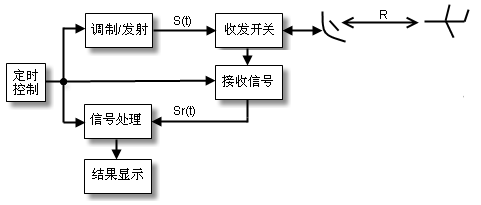 调制/发射
S(t)
收发开关
R
定时
控制
接收信号
信号处理
Sr(t)
结果显示